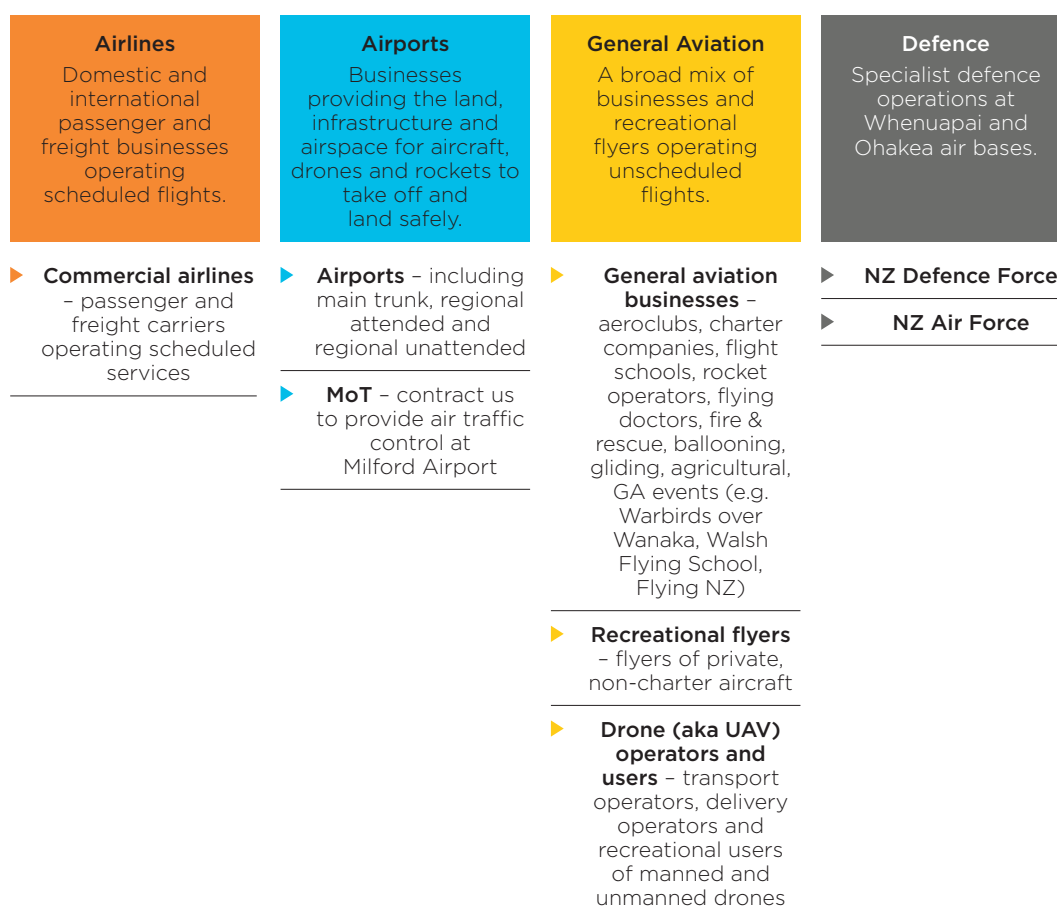 Airlines
Domestic and
international
passenger and
freight businesses
operating
scheduled flights.
Commercial airlines
– passenger and
freight carriers
operating scheduled
services
Airports
Businesses
providing the land,
infrastructure and
airspace for aircraft,
drones and rockets to
take off and
land safely.
Airports – including
main trunk, regional
attended and
regional unattended
MoT – contract us
to provide air traffic
control at
Milford Airport
General Aviation
A broad mix of
businesses and
recreational
flyers operating
unscheduled
flights.
General aviation
businesses –
aeroclubs, charter
companies, flight
schools, rocket
operators, flying
doctors, fire &
rescue, ballooning,
gliding, agricultural,
GA events (e.g.
Warbirds over
Wanaka, Walsh
Flying School,
Flying NZ)
Recreational flyers
– flyers of private,
non-charter aircraft
Drone (aka UAV)
operators and
users – transport
operators, delivery
operators and
recreational users
of manned and
unmanned drones
Defence
Specialist defence
operations at
Whenuapai and
Ohakea air bases.
NZ Defence Force
NZ Air Force